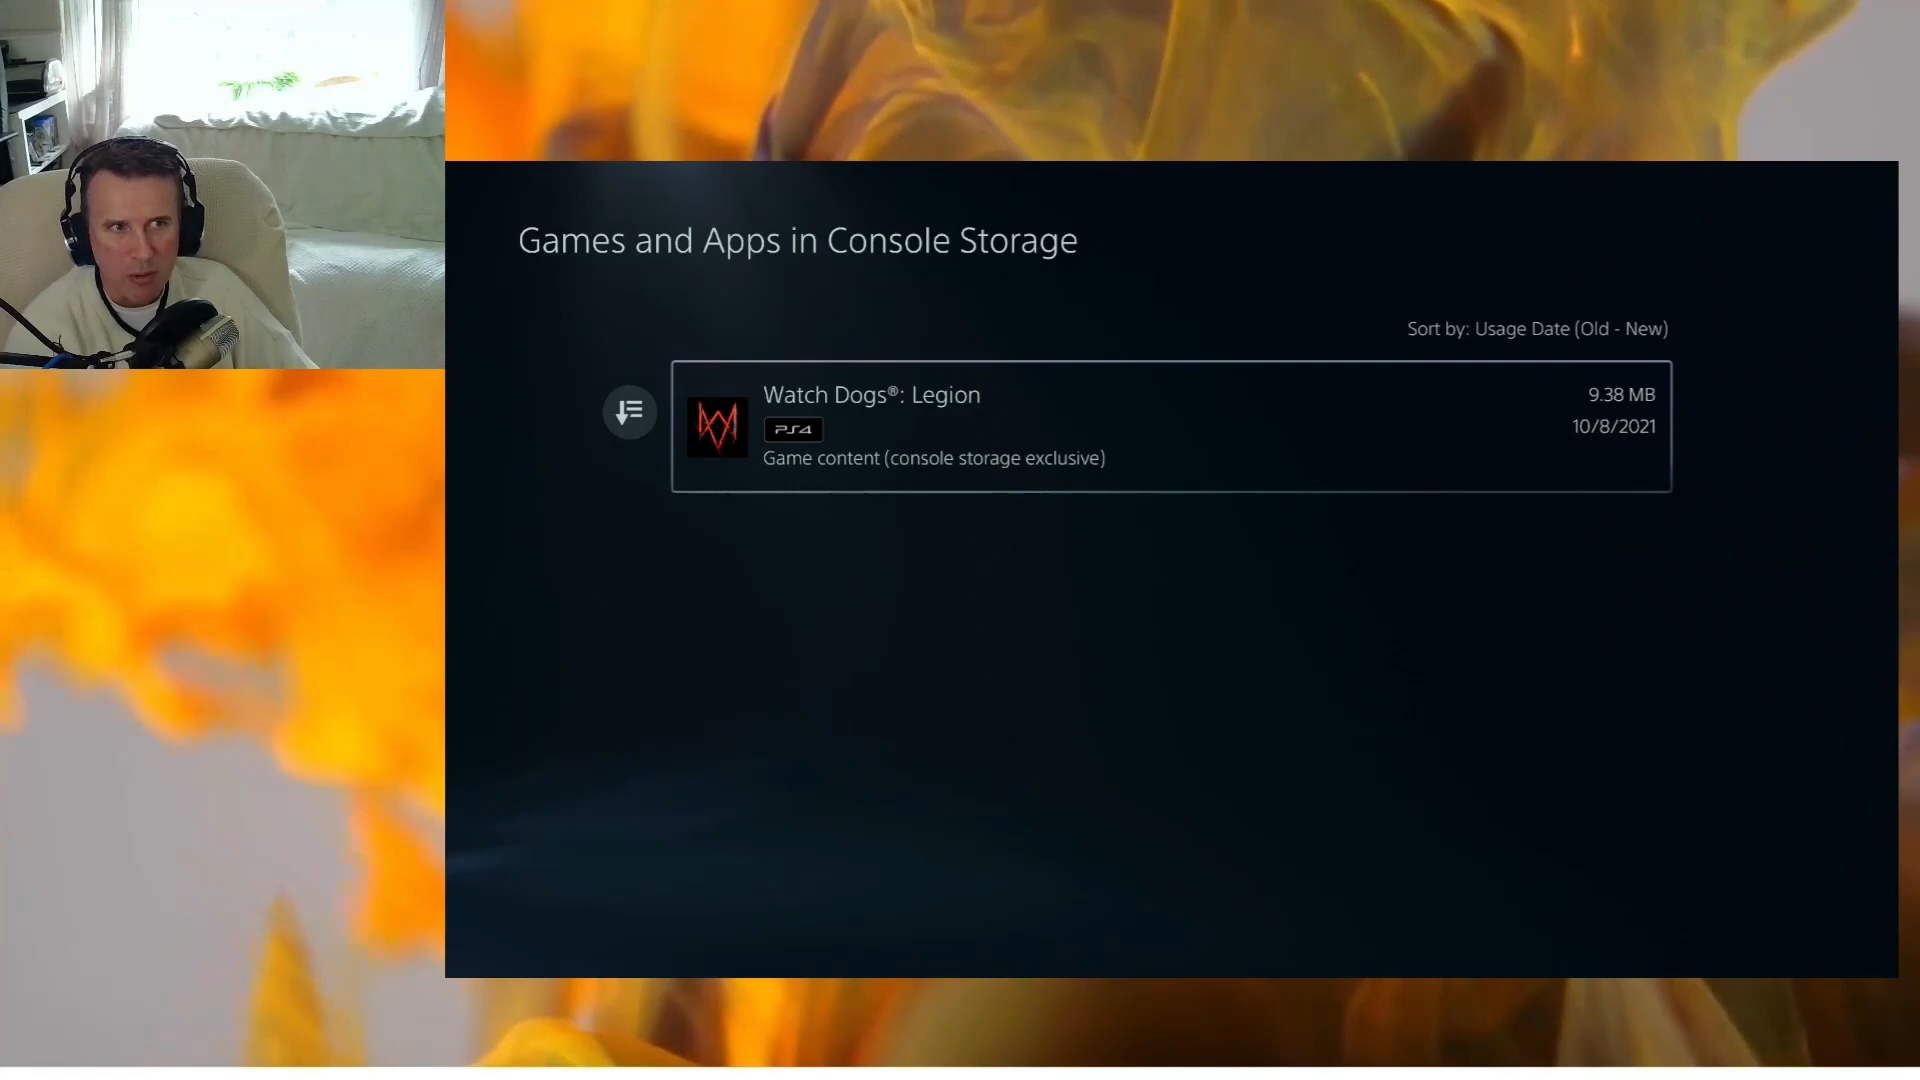 Games and Apps in Console Storage
Sort by: Usage Date (Old - New)
Watch Dogs®: Legion
9.38 MB
PS4
10/8/2021
Game content (console storage exclusive)